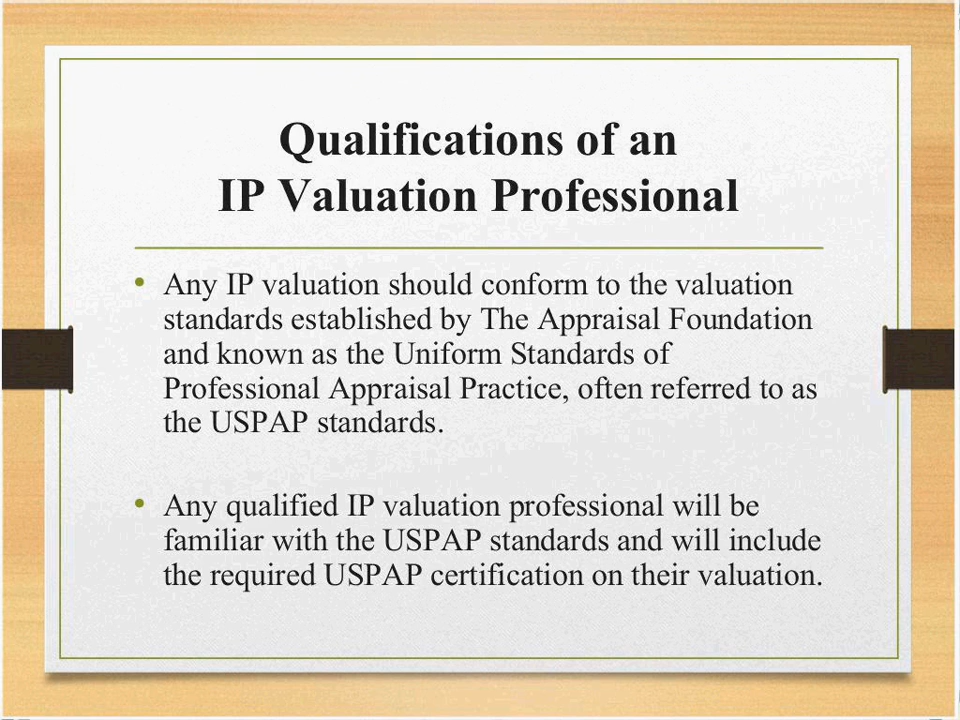 Qualifications of an
IP Valuation Professional
• Any IP valuation should conform to the valuation
standards established by The Appraisal Foundation
and known as the Uniform Standards of
Professional Appraisal Practice, often referred to as
the USPAP standards.
• Any qualified IP valuation professional will be
familiar with the USPAP standards and will include
the required USPAP certification on their valuation.